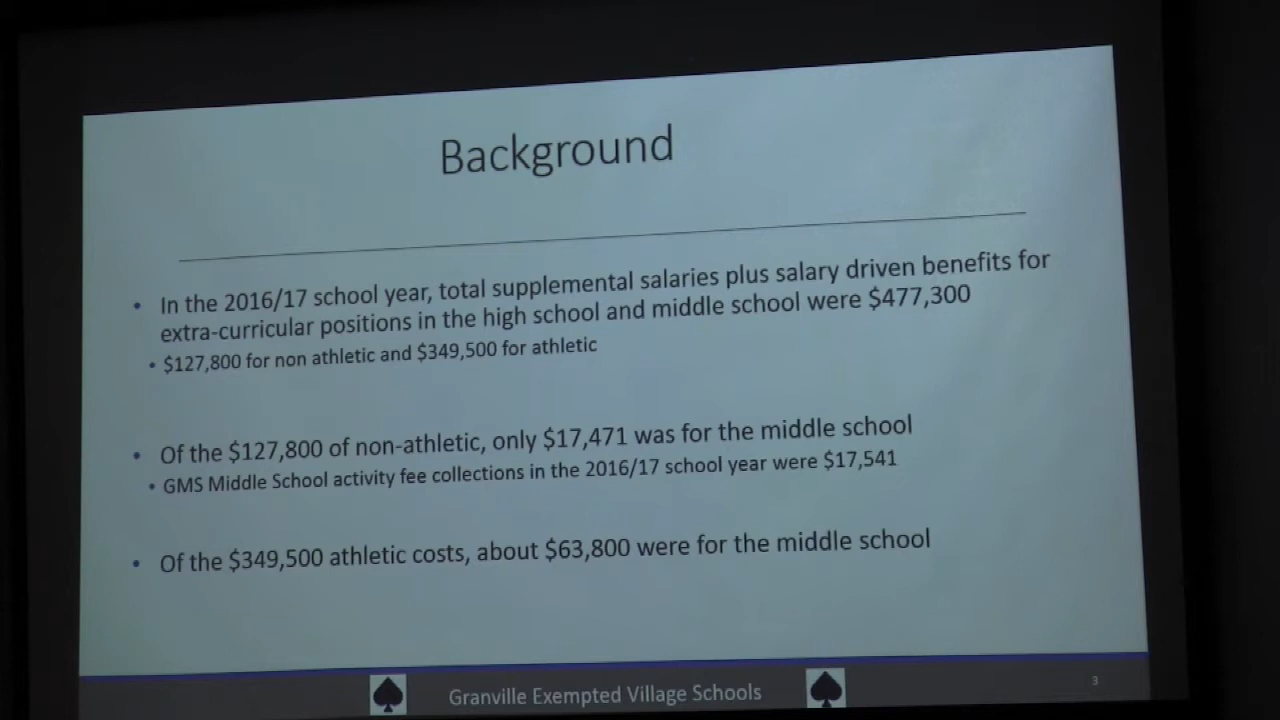 Background
• In the 2016/17 school year, total supplemental salaries plus salary driven benefits for
extra-curricular positions in the high school and middle school were $477,300
• $127,800 for non athletic and $349,500 for athletic
• Of the $127,800 of non-athletic, only $17,471 was for the middle school
• GMS Middle School activity fee collections in the 2016/17 school year were $17,541
• Of the $349,500 athletic costs, about $63,800 were for the middle school
Granville Exempted Village Schools
3